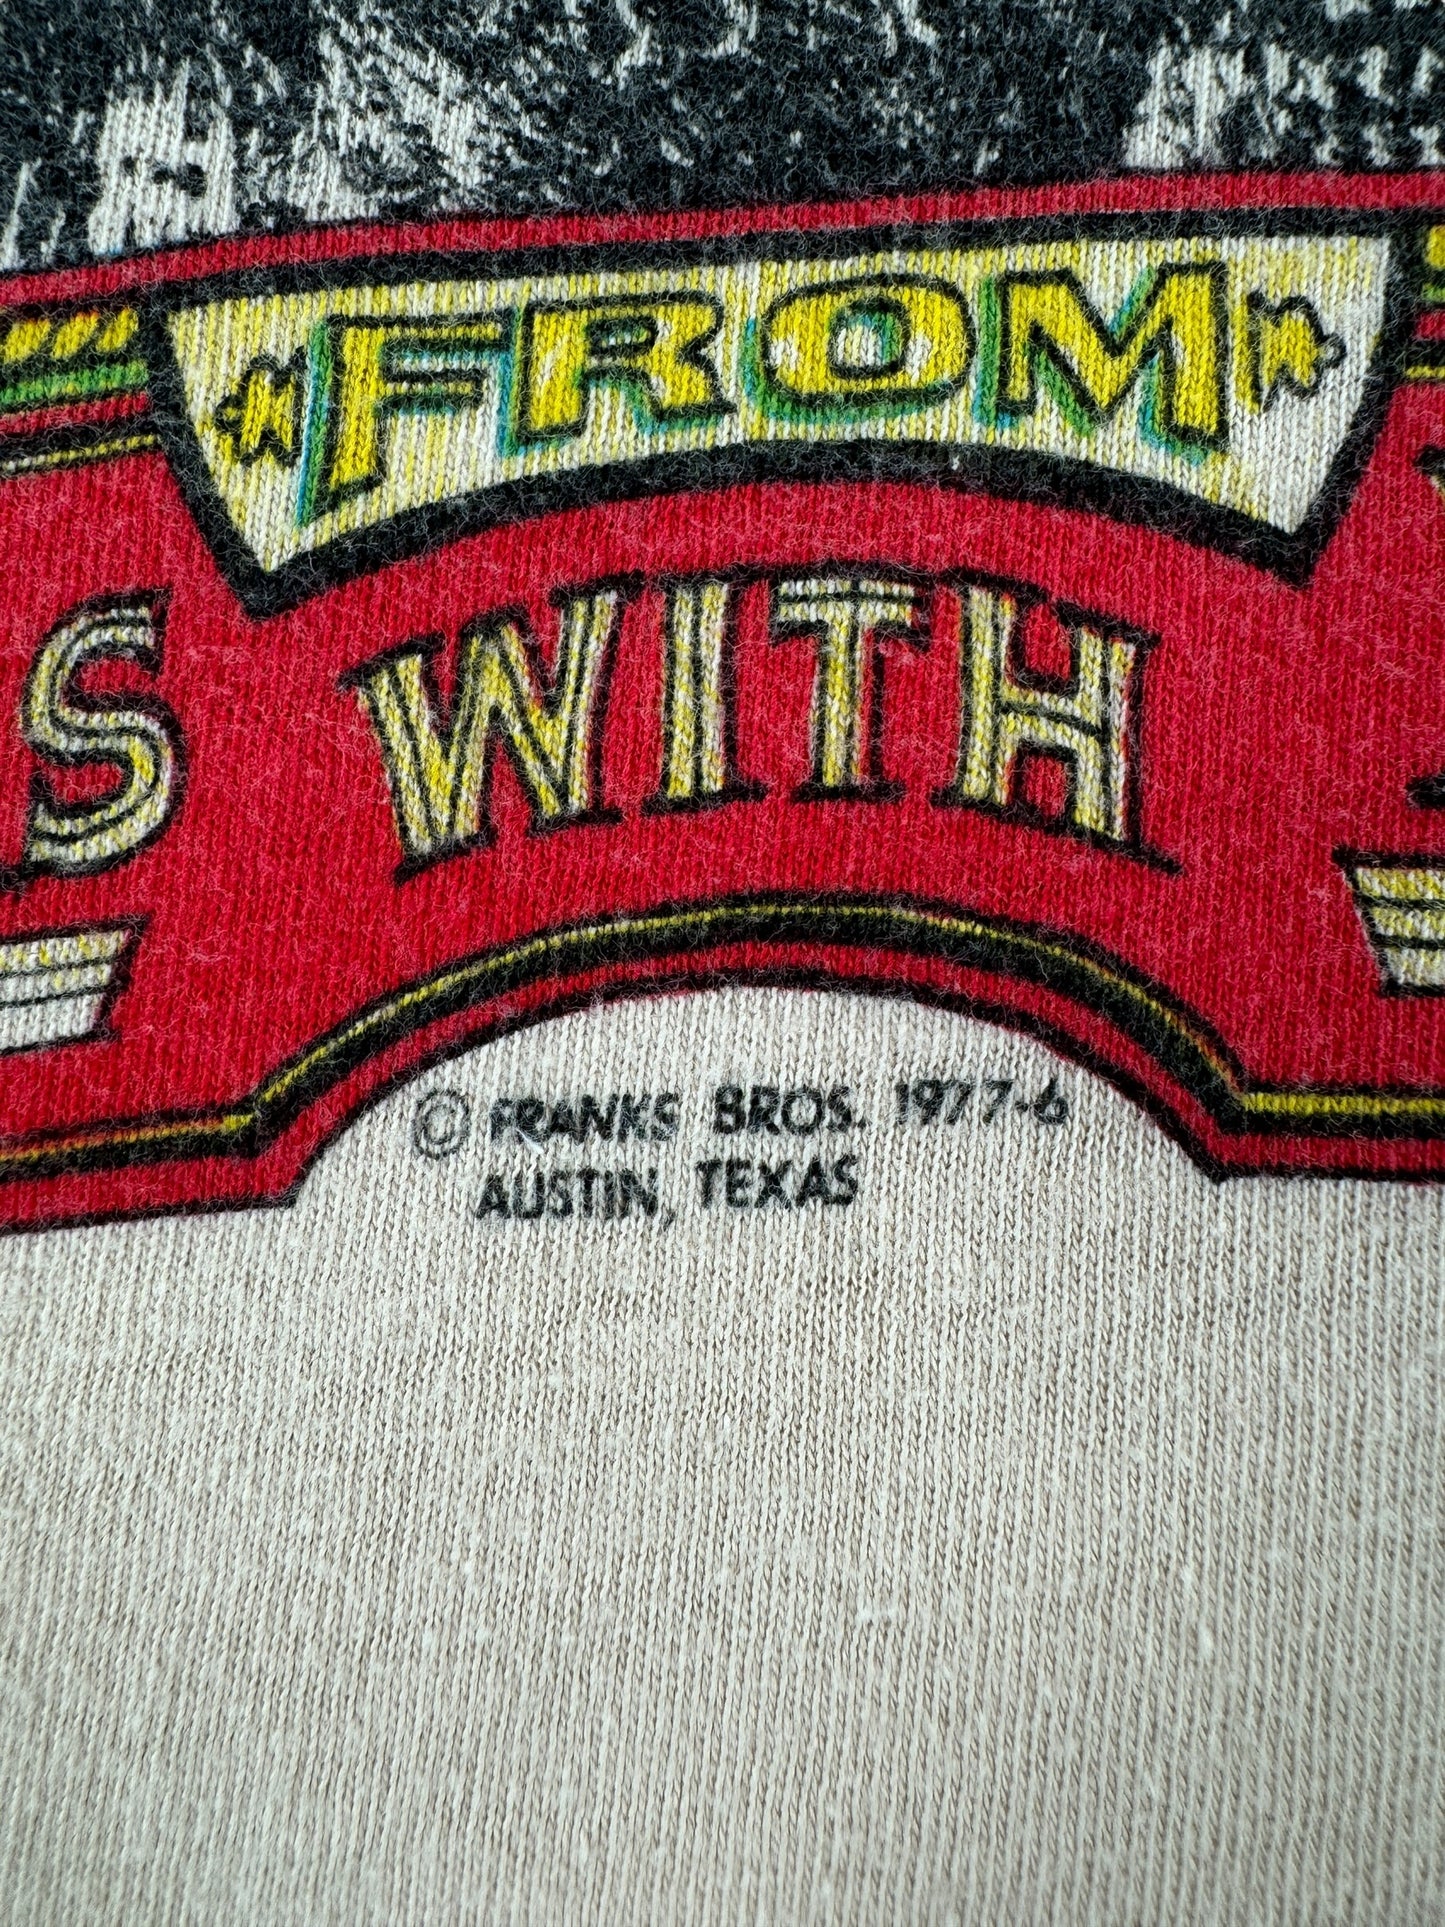 FROM
S WITH
© FRANKS BROS. 1977-6
AUSTIN, TEXAS